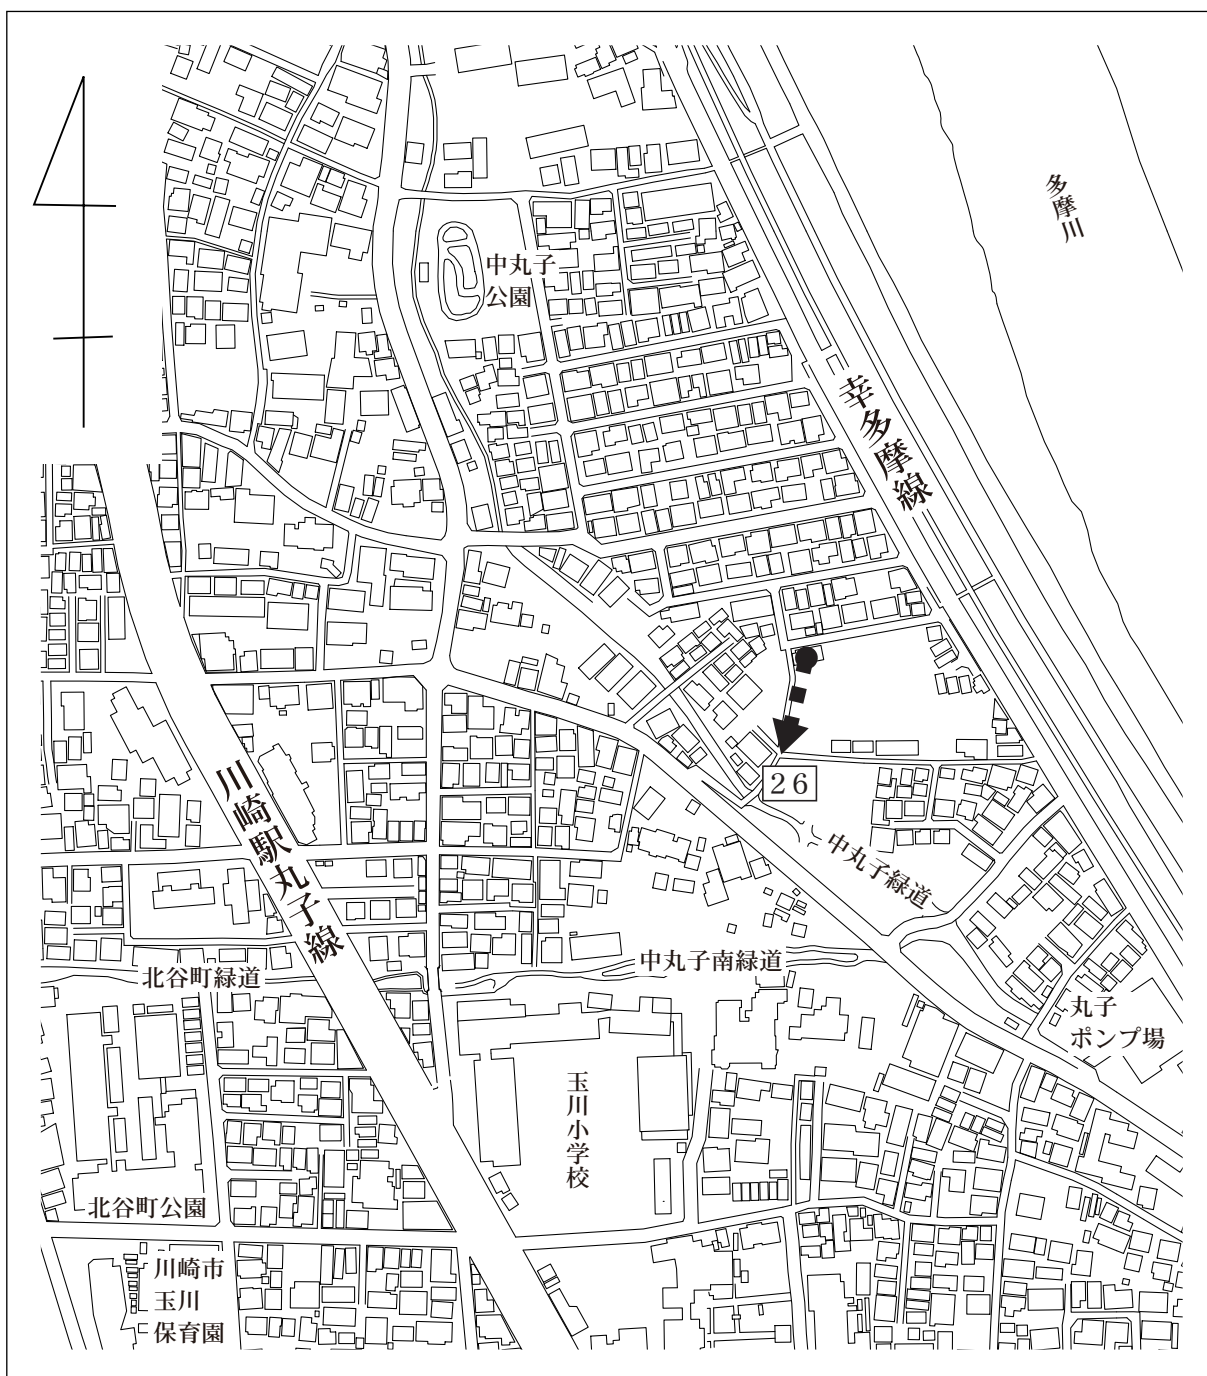 多摩川
中丸子
公園
幸多摩線
26
川崎駅丸子線
中丸子緑道
中丸子南緑道
北谷町緑道
丸子
ポンプ場
玉川小学校
北谷町公園
川崎市
玉川
保育園